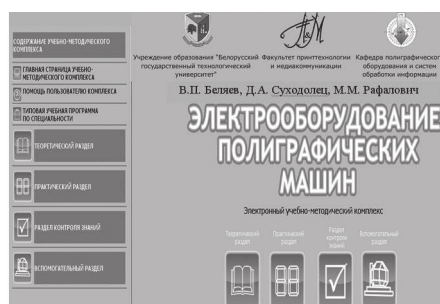 СОДЕРЖАНИЕ УЧЕБНО-МЕТОДИЧЕСКОГО
КОМПЛЕКСА
ГЛАВНАЯ СТРАНИЦА УЧЕБНО-
МЕТОДИЧЕСКОГО КОМПЛЕКСА
ПОМОЩЬ ПОЛЬЗОВАТЕЛЮ КОМПЛЕКСА
ТИПОВАЯ УЧЕБНАЯ ПРОГРАММА
ПО СПЕЦИАЛЬНОСТИ
ТЕОРЕТИЧЕСКИЙ РАЗДЕЛ
ПРАКТИЧЕСКИЙ РАЗДЕЛ
РАЗДЕЛ КОНТРОЛЯ ЗНАНИЙ
ВСПОМОГАТЕЛЬНЫЙ РАЗДЕЛ
Учреждение образования "Белорусский
государственный технологический
университет"
Факультет принттехнологий
и медиакоммуникаций
Кафедра полиграфического
оборудования и систем
обработки информации
В.П. Беляев, Д.А. Суходолец, М.М. Рафалович
ЭЛЕКТРООБОРУДОВАНИЕ
ПОЛИГРАФИЧЕСКИХ
МАШИН
Электронный учебно-методический комплекс
Теоретический
раздел
Практический
раздел
Раздел
контроля
знаний
Вспомогательный
раздел